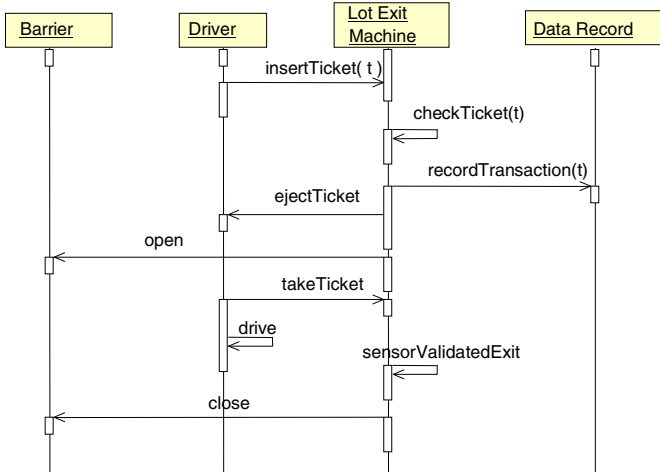 Barrier
Driver
Lot Exit
Machine
Data Record
insertTicket( t )
checkTicket(t)
recordTransaction(t)
ejectTicket
open
takeTicket
drive
sensorValidatedExit
close